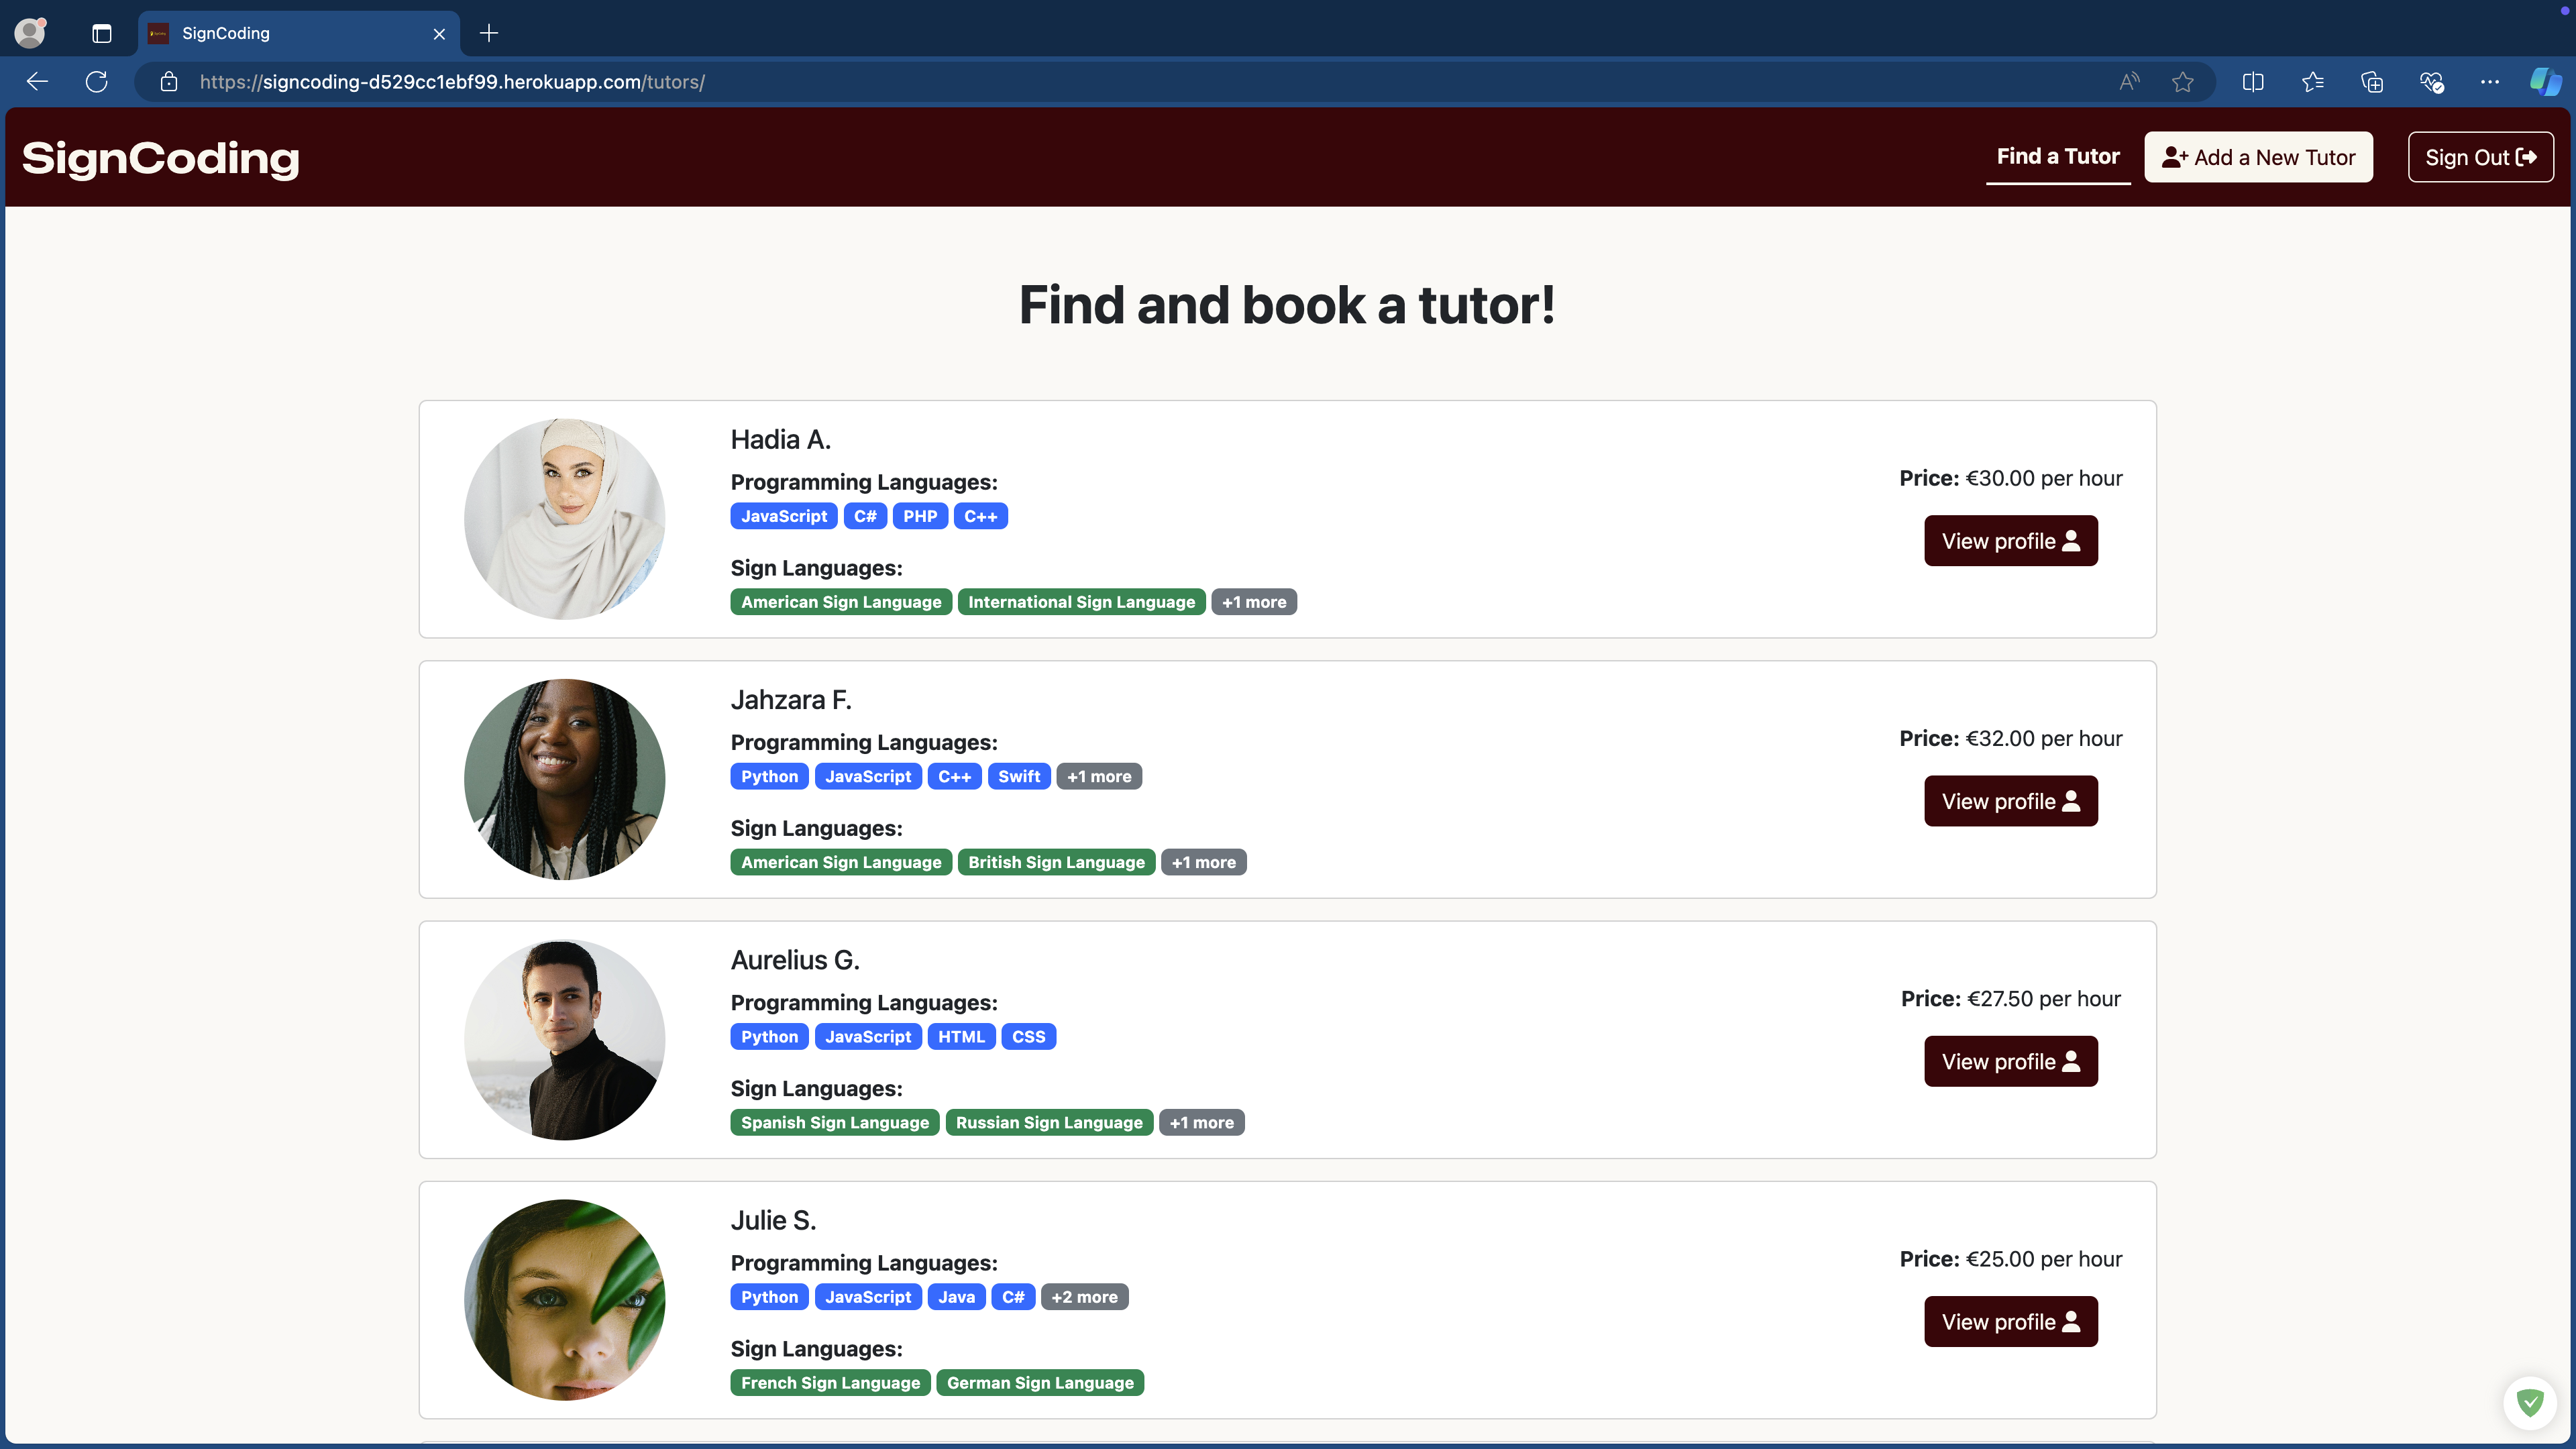 SignCoding
https://signcoding-d529cc1ebf99.herokuapp.com/tutors/
SignCoding
Find a Tutor
Add a New Tutor
Sign Out
Find and book a tutor!
Hadia A.
Programming Languages:
JavaScript C# PHP C++
Sign Languages:
American Sign Language International Sign Language +1 more
Price: €30.00 per hour
View profile
Jahzara F.
Programming Languages:
Python JavaScript C++ Swift +1 more
Sign Languages:
American Sign Language British Sign Language +1 more
Price: €32.00 per hour
View profile
Aurelius G.
Programming Languages:
Python JavaScript HTML CSS
Sign Languages:
Spanish Sign Language Russian Sign Language +1 more
Price: €27.50 per hour
View profile
Julie S.
Programming Languages:
Python JavaScript Java C# +2 more
Sign Languages:
French Sign Language German Sign Language
Price: €25.00 per hour
View profile